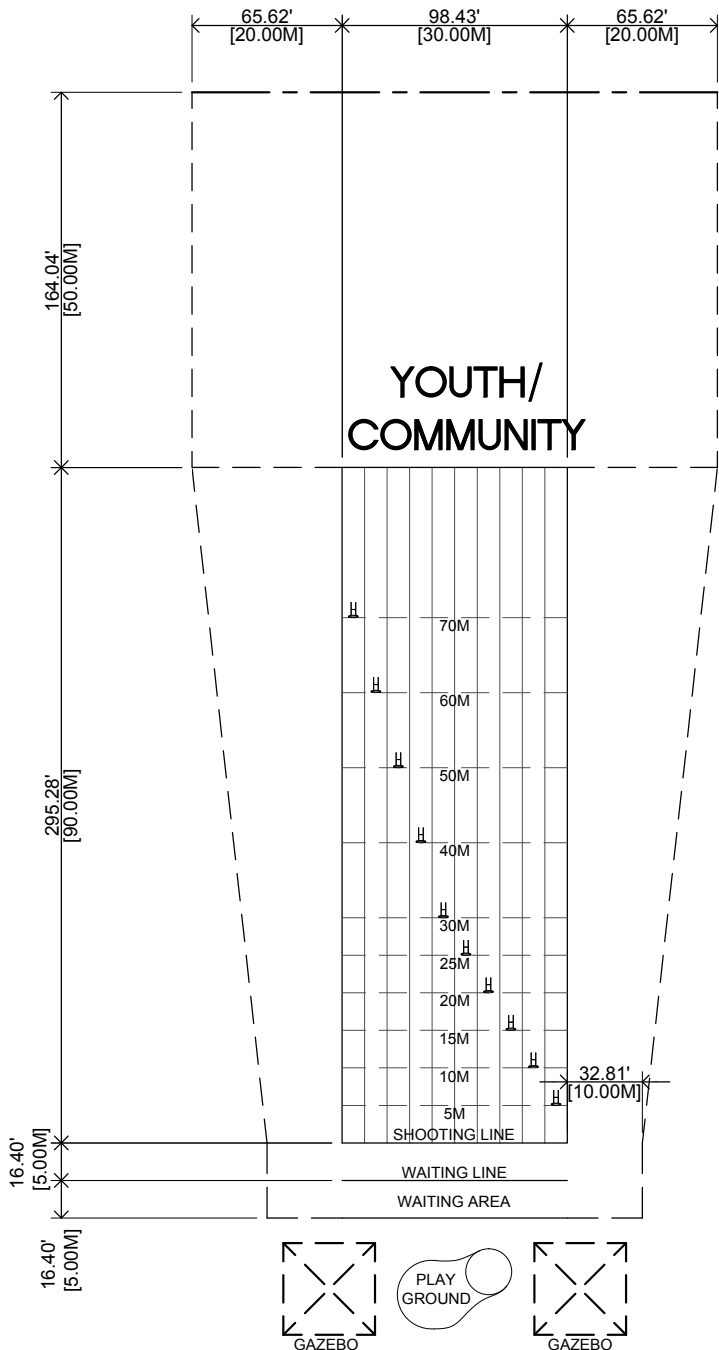 65.62'
[20.00M]
98.43'
[30.00M]
65.62'
[20.00M]
164.04'
[50.00M]
YOUTH/
COMMUNITY
295.28'
[90.00M]
70M
60M
50M
40M
30M
25M
20M
15M
10M
32.81'
[10.00M]
5M
SHOOTING LINE
16.40'
[5.00M]
WAITING LINE
WAITING AREA
16.40'
[5.00M]
PLAY
GROUND
GAZEBO
GAZEBO